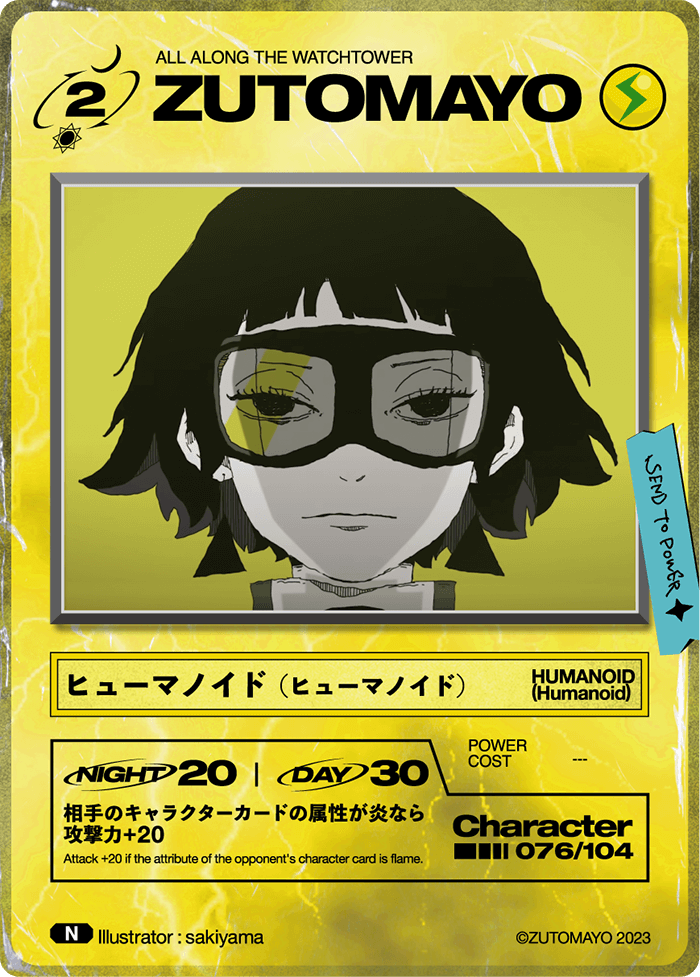 ALL ALONG THE WATCHTOWER
2
ZUTOMAYO
SEND TO POWER
ヒューマノイド（ヒューマノイド）
HUMANOID
(Humanoid)
NIGHT 20 | DAY 30
POWER
COST
---
相手のキャラクターカードの属性が炎なら
攻撃力+20
Attack +20 if the attribute of the opponent's character card is flame.
Character
076/104
N
Illustrator : sakiyama
©ZUTOMAYO 2023